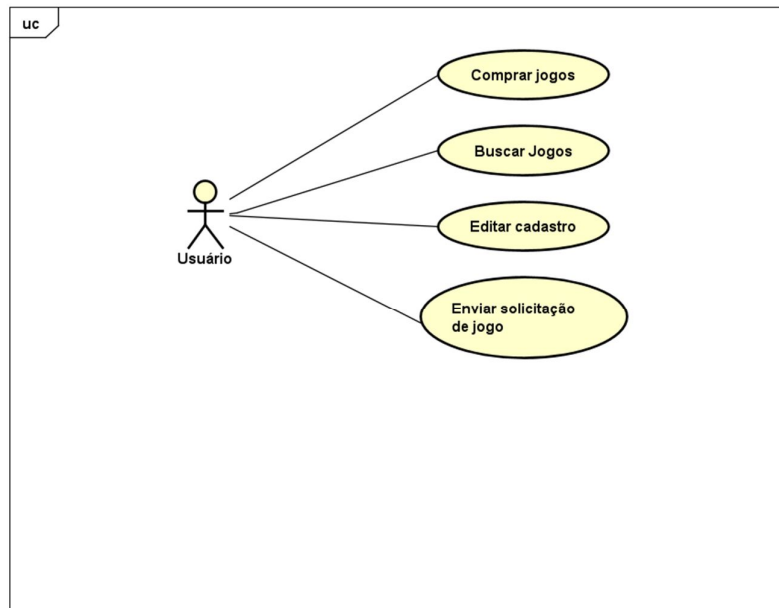 uc
Comprar jogos
Buscar Jogos
Editar cadastro
Usuário
Enviar solicitação
de jogo